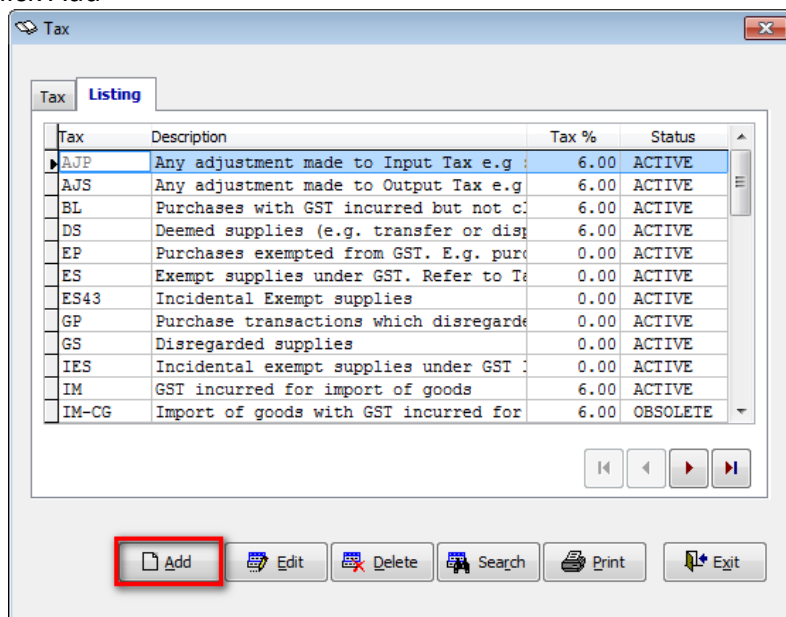 Tax
Tax Listing
Tax Description Tax % Status
AJP Any adjustment made to Input Tax e.g 6.00 ACTIVE
AJS Any adjustment made to Output Tax e.g 6.00 ACTIVE
BL Purchases with GST incurred but not 6.00 ACTIVE
DS Deemed supplies (e.g. transfer or 6.00 ACTIVE
EP Purchases exempted from GST. E.g. 0.00 ACTIVE
ES Exempt supplies under GST. Refer to 0.00 ACTIVE
ES43 Incidental Exempt supplies 0.00 ACTIVE
GP Purchase transactions which 0.00 ACTIVE
GS Disregarded supplies 0.00 ACTIVE
IES Incidental exempt supplies under GST 0.00 ACTIVE
IM GST incurred for import of goods 6.00 ACTIVE
IM-CG Import of goods with GST incurred for 6.00 OBSOLETE
Add Edit Delete Search Print Exit